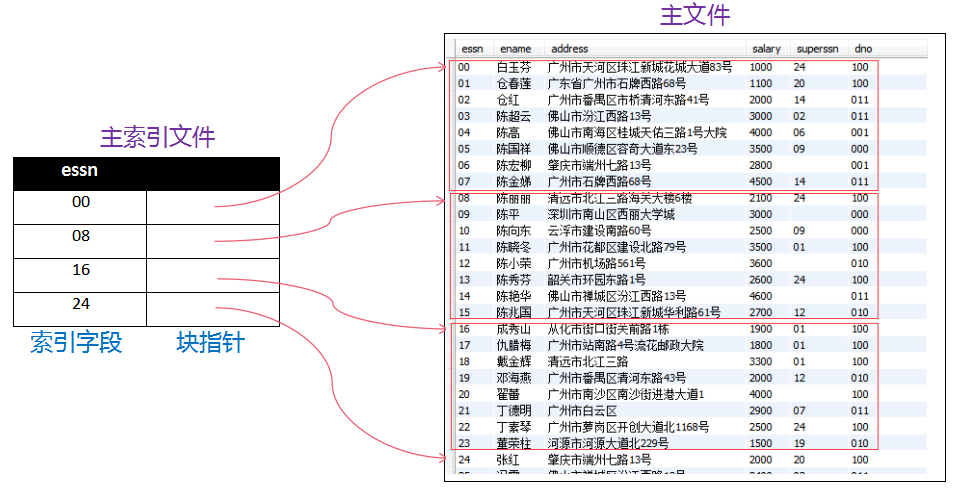 主文件
essn ename address salary superssn dno
00 白玉芬 广州市天河区珠江新城花城大道83号 1000 24 100
01 仓春莲 广东省广州市石牌西路68号 1100 20 100
02 仓红 广州市番禺区市桥清河东路41号 2000 14 011
03 陈超云 佛山市汾江西路13号 3000 02 011
04 陈高 佛山市南海区桂城天佑三路1号大院 4000 06 001
05 陈国祥 佛山市顺德区容奇大道东23号 3500 09 000
06 陈宏柳 肇庆市端州七路13号 2800 001
07 陈金娣 广州市石牌西路68号 4500 14 011
08 陈丽丽 清远市北江三路海关大楼6楼 2100 24 100
09 陈平 深圳市南山区西丽大学城 3000 000
10 陈向东 云浮市建设南路60号 2500 09 000
11 陈晓冬 广州市花都区建设北路79号 3500 01 100
12 陈小荣 广州市机场路561号 3600 010
13 陈秀芬 韶关市环园东路1号 2600 24 100
14 陈艳华 佛山市禅城区汾江西路13号 4600 011
15 陈兆国 广州市天河区珠江新城华利路61号 2700 12 010
16 成秀山 从化市街口街关前路1栋 1900 01 100
17 仇腊梅 广州市站南路4号流花邮政大院 1800 01 100
18 戴金辉 清远市北江三路 3300 01 100
19 邓海燕 广州市番禺区清河东路43号 2000 12 010
20 翟蕾 广州市南沙区南沙街进港大道1 4000 100
21 丁德明 广州市白云区 2900 07 011
22 丁素琴 广州市萝岗区开创大道北1168号 2500 24 100
23 董荣柱 河源市河源大道北229号 1500 19 010
24 张红 肇庆市端州七路13号 2000 20 100
主索引文件
essn
00
08
16
24
索引字段 块指针